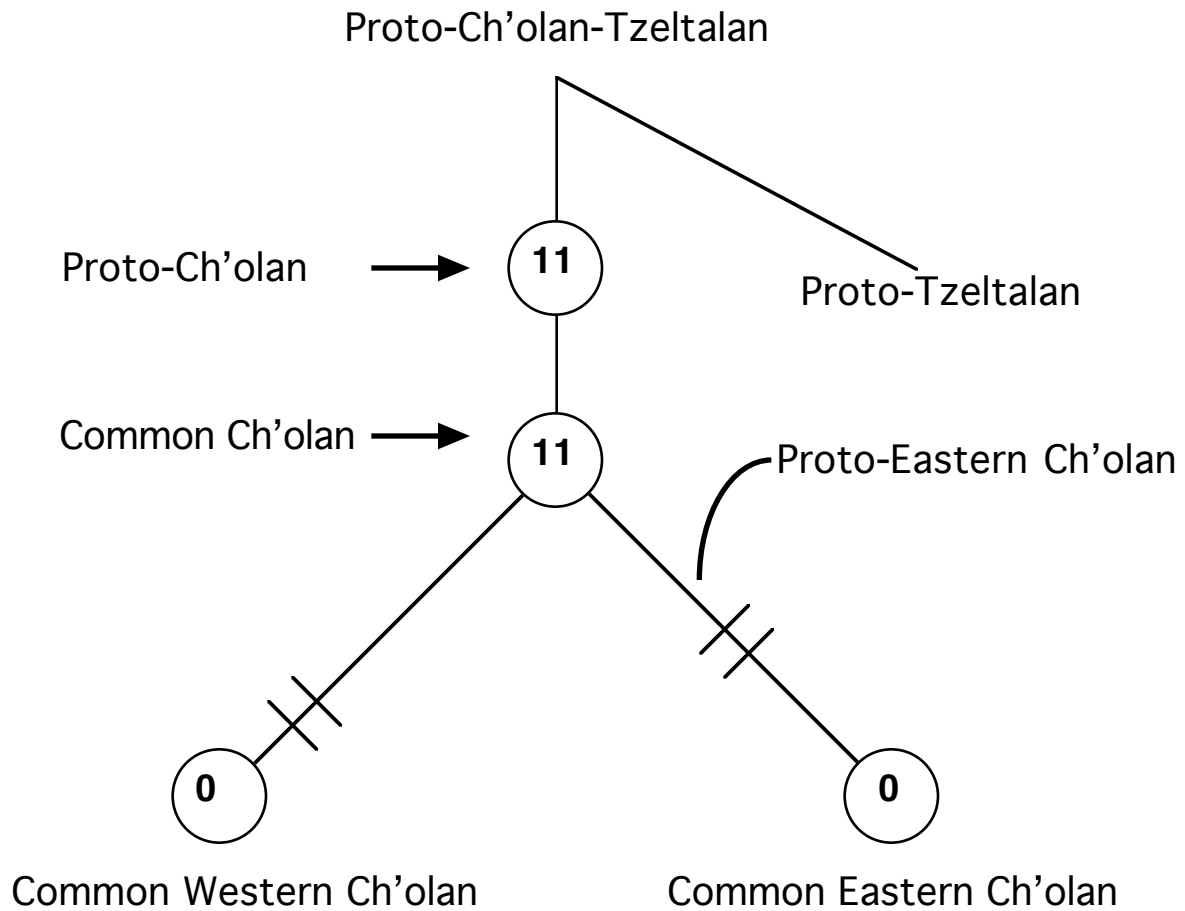 Proto-Ch’olan-Tzeltalan
Proto-Ch’olan
11
Proto-Tzeltalan
Common Ch’olan
11
Proto-Eastern Ch’olan
0
0
Common Western Ch’olan
Common Eastern Ch’olan